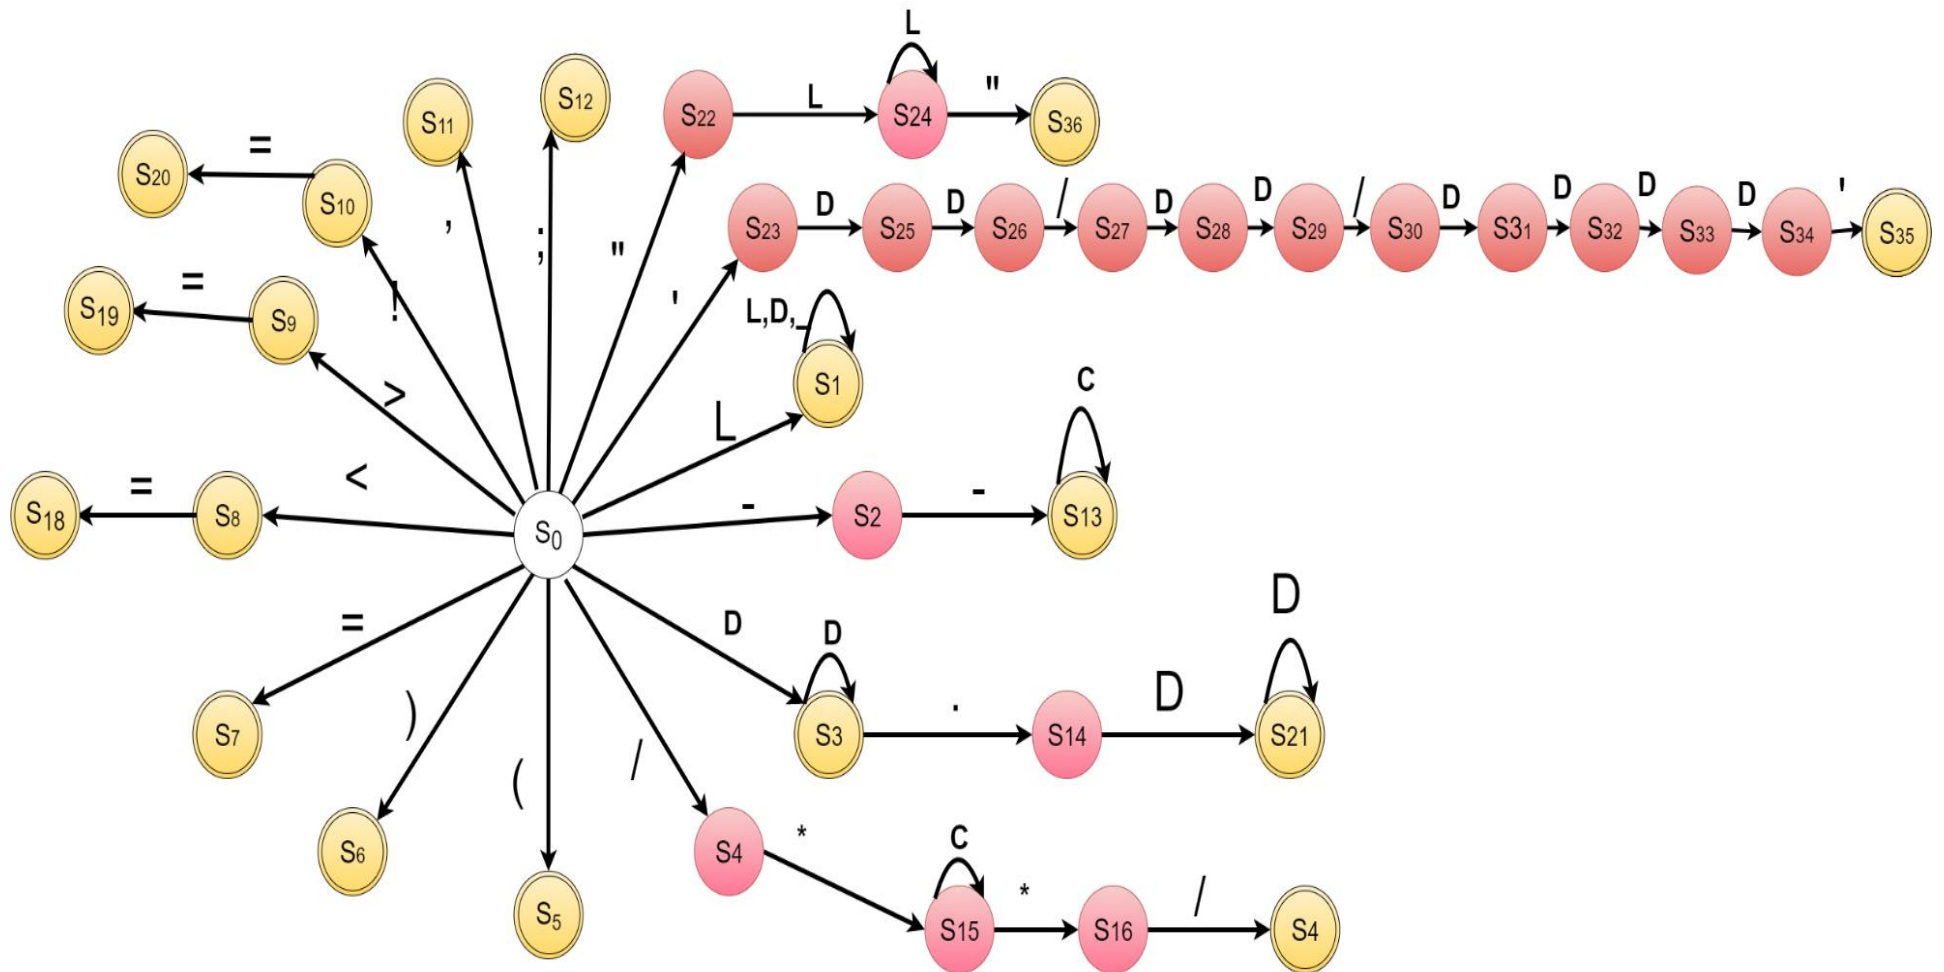 L
S12
S11
S22
L
S24
"
S36
=
S20
S10
,
;
"
S23
D
S25
D
S26
/
S27
D
S28
D
S29
/
S30
D
S31
D
S32
D
S33
D
S34
'
S35
'
!
=
S19
S9
>
L,D,_
S1
L
C
=
S18
S8
<
S0
-
S2
-
S13
=
S7
)
S6
(
S5
/
D
D
S3
.
S14
D
D
S21
S4
*
C
S15
*
S16
/
S4